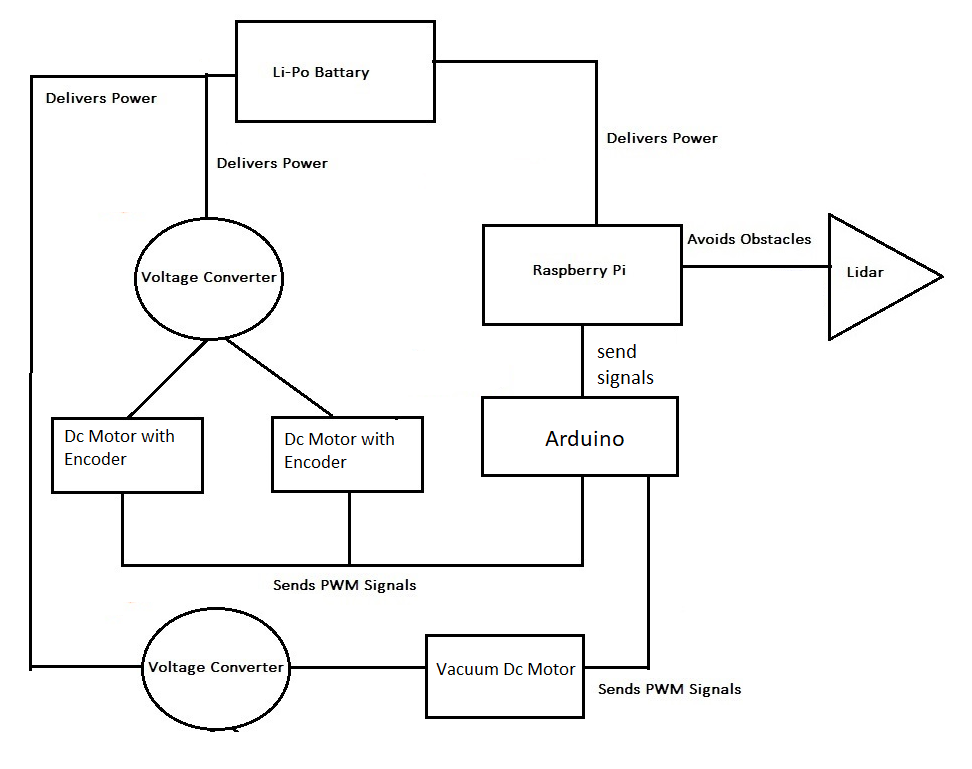 Li-Po Battary
Delivers Power
Delivers Power
Delivers Power
Avoids Obstacles
Voltage Converter
Raspberry Pi
Lidar
send
signals
Dc Motor with
Encoder
Dc Motor with
Encoder
Arduino
Sends PWM Signals
Voltage Converter
Vacuum Dc Motor
Sends PWM Signals